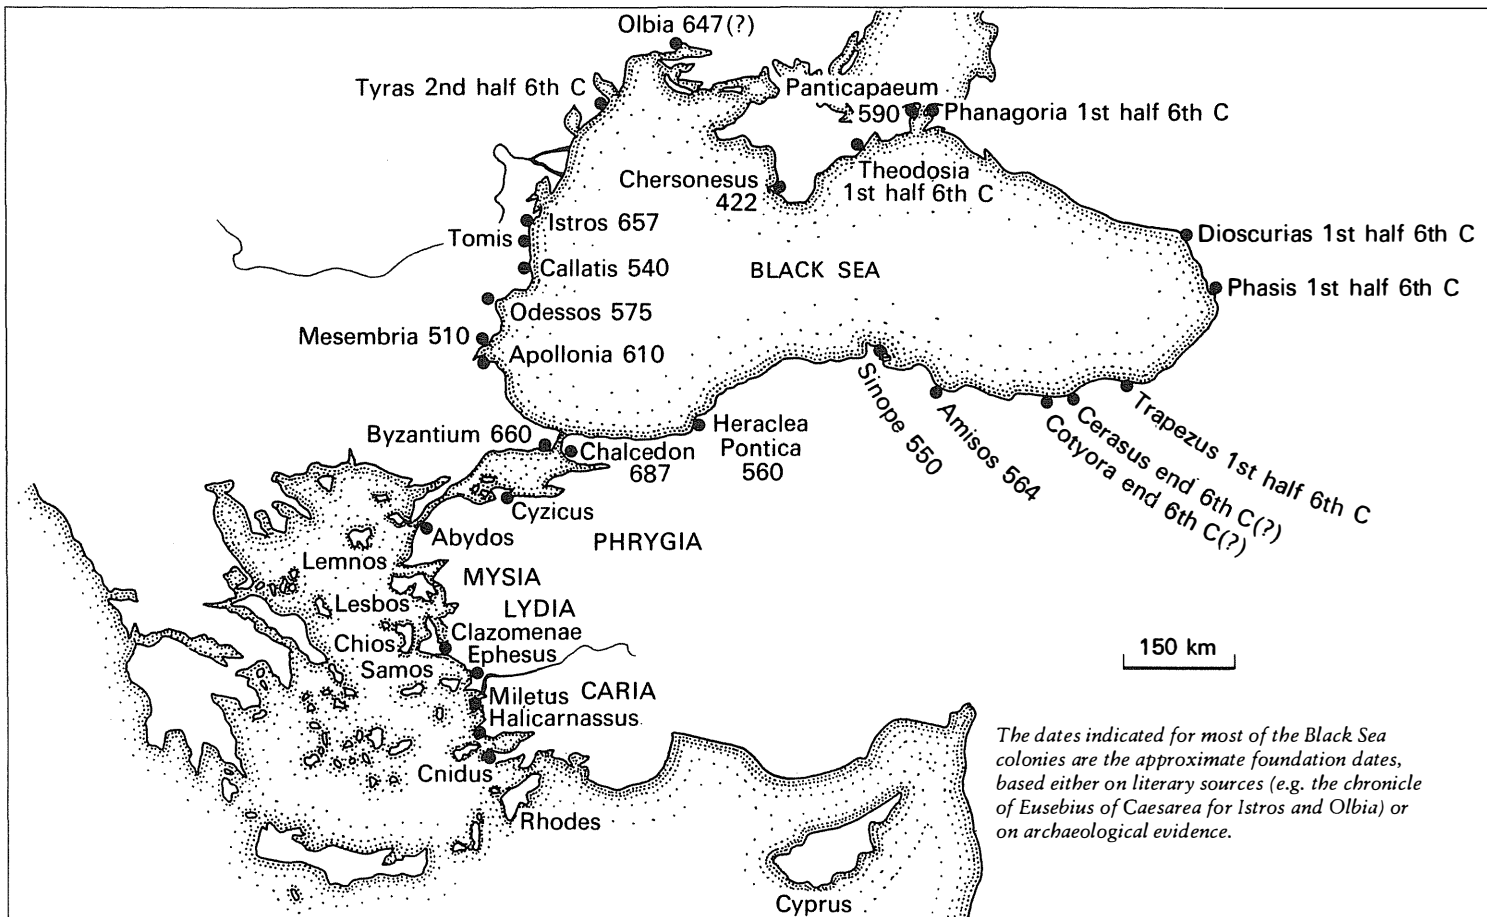 Olbia 647(?)
Tyras 2nd half 6th C
Panticapaeum
590
Phanagoria 1st half 6th C
Theodosia
1st half 6th C
Chersonesus
422
Istros 657
Tomis
Callatis 540
BLACK SEA
Dioscurias 1st half 6th C
Phasis 1st half 6th C
Odessos 575
Mesembria 510
Apollonia 610
Sinope 550
Amisos 564
Cotyora end 6th C(?)
Cerasus end 6th C(?)
Trapezus 1st half 6th C
Heraclea
Pontica
560
Byzantium 660
Chalcedon
687
Cyzicus
Abydos
PHRYGIA
Lemnos
MYSIA
Lesbos
LYDIA
Chios
Clazomenae
Ephesus
Samos
Miletus
CARIA
Halicarnassus
Cnidus
Rhodes
Cyprus
150 km
The dates indicated for most of the Black Sea
colonies are the approximate foundation dates,
based either on literary sources (e.g. the chronicle
of Eusebius of Caesarea for Istros and Olbia) or
on archaeological evidence.